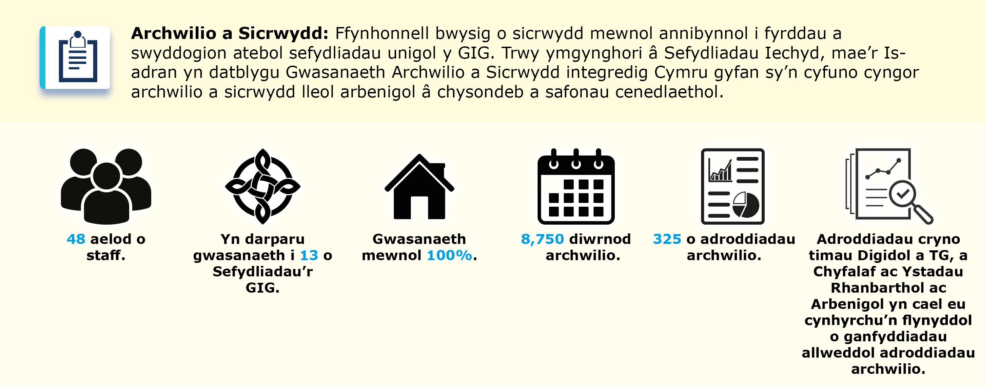 Archwilio a Sicrwydd: Ffynhonnell bwysig o sicrwydd mewnol annibynnol i fyrddau a
swyddogion atebol sefydliadau unigol y GIG. Trwy ymgynghori â Sefydliadau Iechyd, mae’r Is-
adran yn datblygu Gwasanaeth Archwilio a Sicrwydd integredig Cymru gyfan sy’n cyfuno cyngor
archwilio a sicrwydd lleol arbenigol â chysondeb a safonau cenedlaethol.
48 aelod o
staff.
Yn darparu
gwasanaeth i 13 o
Sefydliadau’r
GIG.
Gwasanaeth
mewnol 100%.
8,750 diwrnod
archwilio.
325 o adroddiadau
archwilio.
Adroddiadau cryno
timau Digidol a TG, a
Chyfalaf ac Ystadau
Rhanbarthol ac
Arbenigol yn cael eu
cynhyrchu’n flynyddol
o ganfyddiadau
allweddol adroddiadau
archwilio.